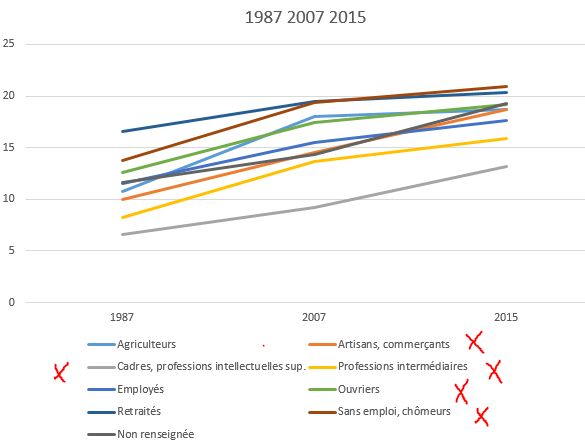 1987 2007 2015
25
20
15
10
5
0
1987 2007 2015
Agriculteurs Artisans, commerçants
Cadres, professions intellectuelles sup. Professions intermédiaires
Employés Ouvriers
Retraités Sans emploi, chômeurs
Non renseignée